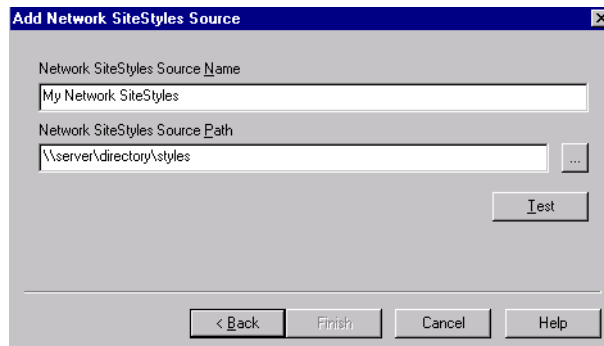 Add Network SiteStyles Source
Network SiteStyles Source Name
My Network SiteStyles
Network SiteStyles Source Path
\\server\directory\styles
...
Test
< Back
Finish
Cancel
Help